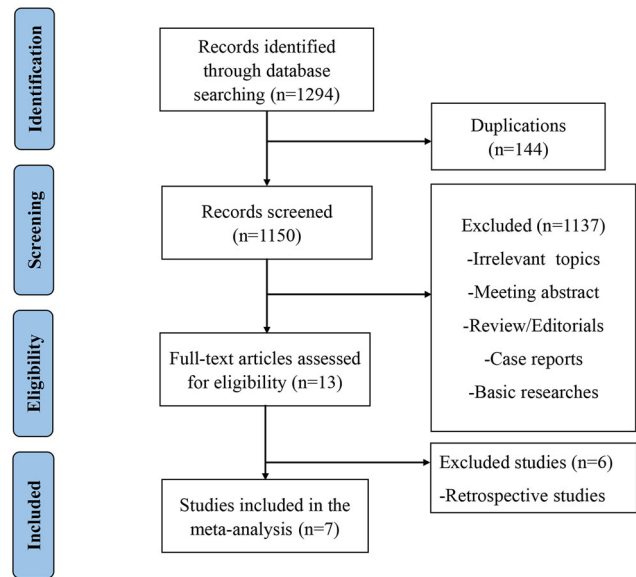 Identification
Records identified
through database
searching (n=1294)
Duplications
(n=144)
Screening
Records screened
(n=1150)
Excluded (n=1137)
-Irrelevant topics
-Meeting abstract
-Review/Editorials
-Case reports
-Basic researches
Eligibility
Full-text articles assessed
for eligibility (n=13)
Excluded studies (n=6)
-Retrospective studies
Included
Studies included in the
meta-analysis (n=7)